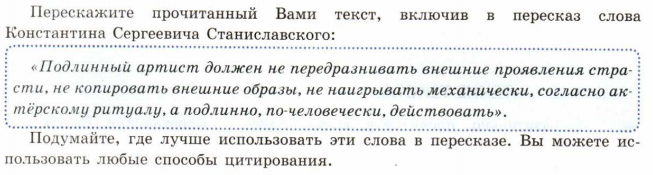 Перескажите прочитанный Вами текст, включив в пересказ слова
Константина Сергеевича Станиславского:
«Подлинный артист должен не передразнивать внешние проявления стра-
сти, не копировать внешние образы, не наигрывать механически, согласно ак-
тёрскому ритуалу, а подлинно, по-человечески, действовать».
Подумайте, где лучше использовать эти слова в пересказе. Вы можете ис-
пользовать любые способы цитирования.